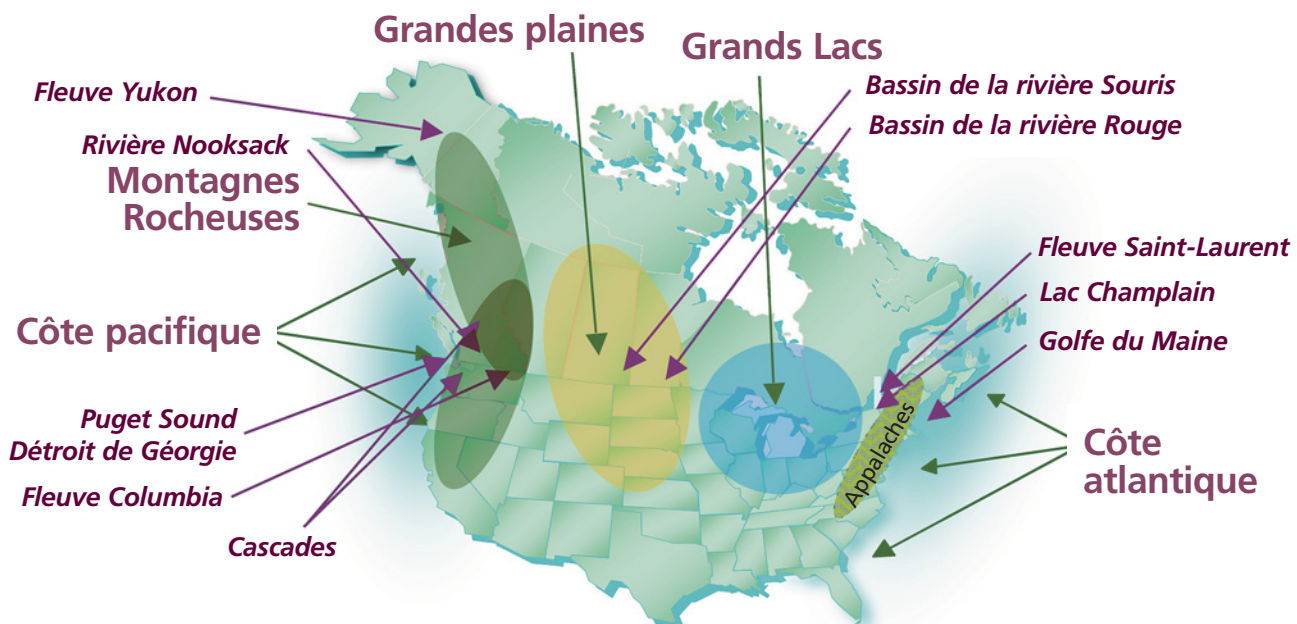 Grandes plaines
Grands Lacs
Fleuve Yukon
Bassin de la rivière Souris
Bassin de la rivière Rouge
Rivière Nooksack
Montagnes
Rocheuses
Fleuve Saint-Laurent
Lac Champlain
Golfe du Maine
Côte pacifique
Puget Sound
Détroit de Géorgie
Fleuve Columbia
Cascades
Appalaches
Côte
atlantique